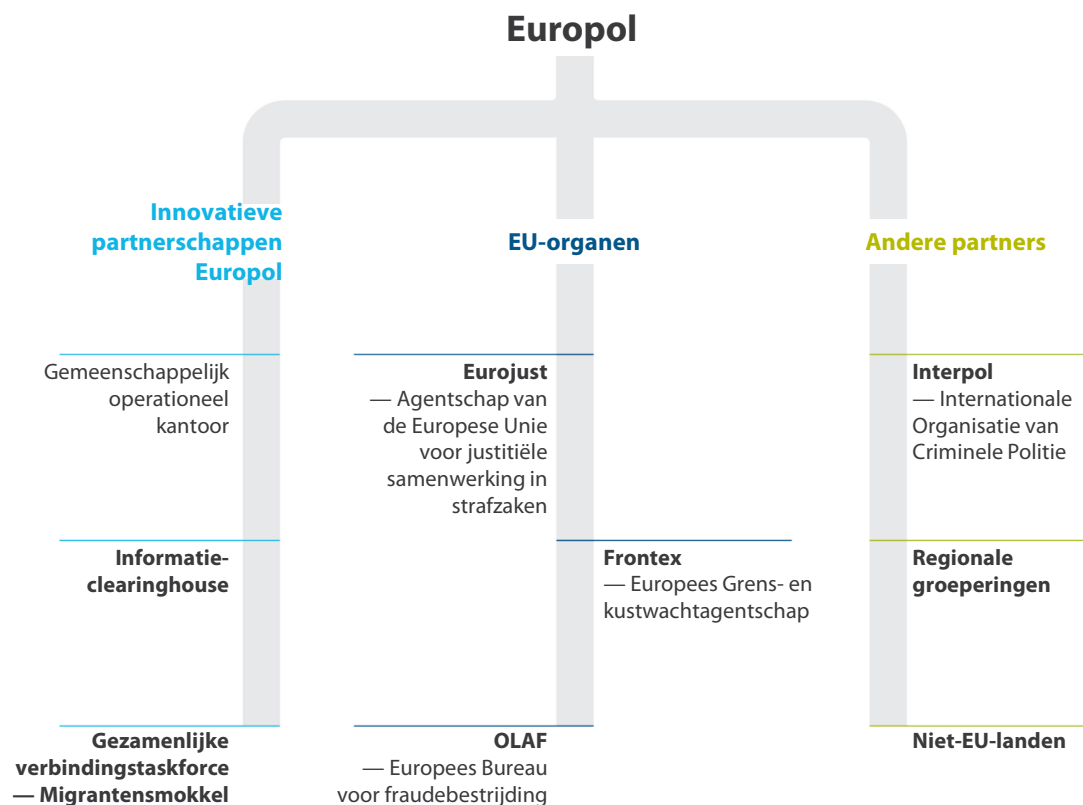 Europol
Innovatieve
partnerschappen
Europol
Gemeenschappelijk
operationeel
kantoor
Informatie-
clearinghouse
Gezamenlijke
verbindingstaskforce
— Migrantensmokkel
EU-organen
Eurojust
— Agentschap van
de Europese Unie
voor justitiële
samenwerking in
strafzaken
Frontex
— Europees Grens- en
kustwachtagentschap
OLAF
— Europees Bureau
voor fraudebestrijding
Andere partners
Interpol
— Internationale
Organisatie van
Criminele Politie
Regionale
groeperingen
Niet-EU-landen